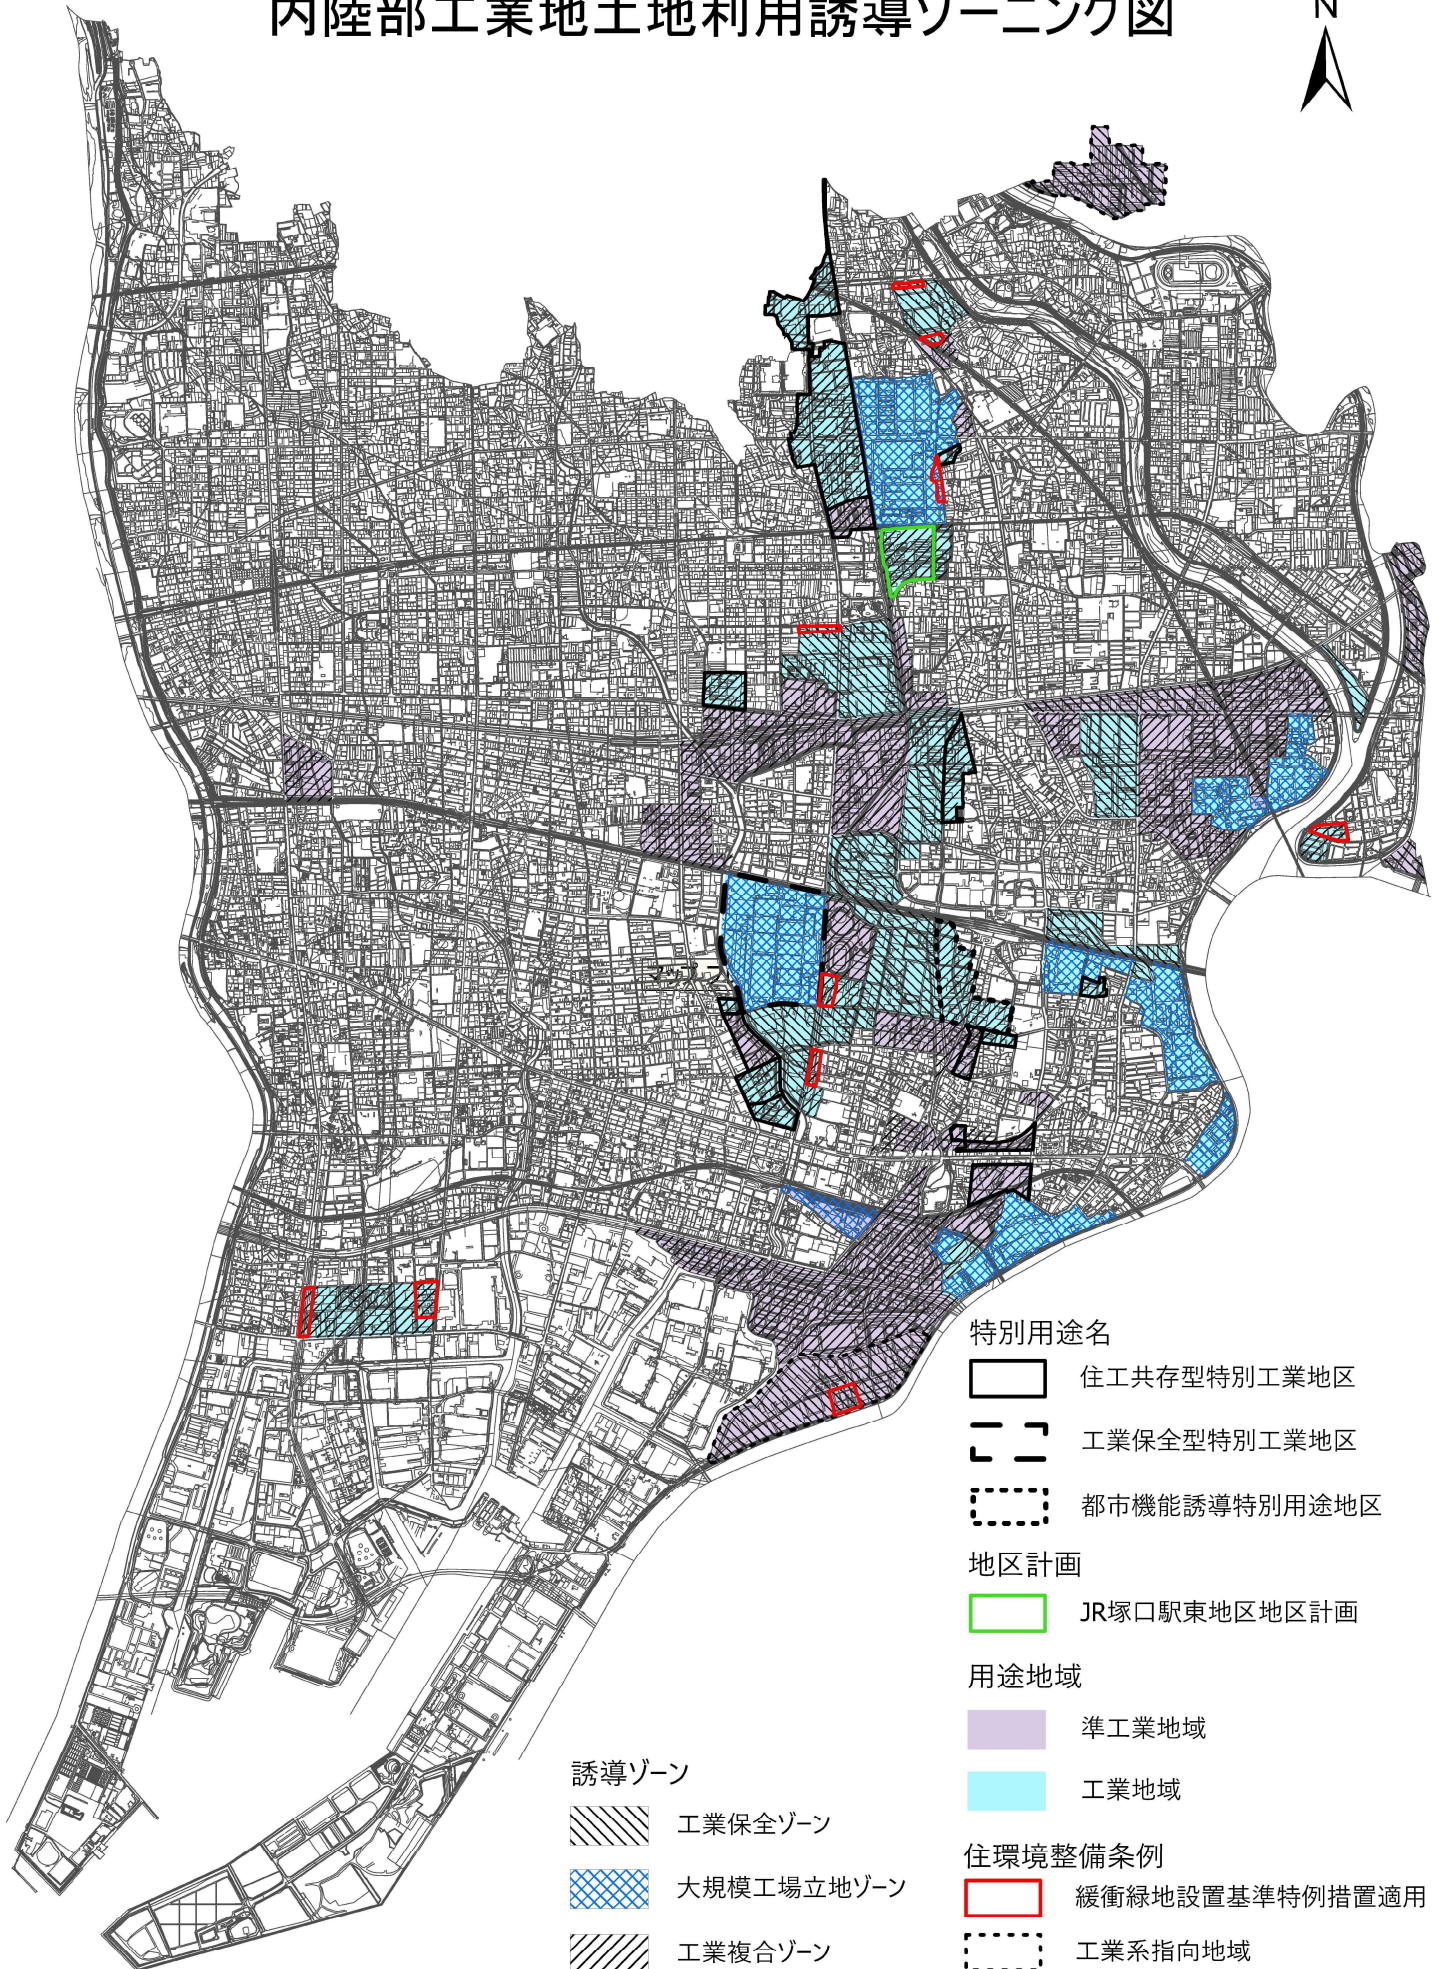 内陸部工業地土地利用誘導ゾーニング図
N
マップ・ラ
特別用途名
住工共存型特別工業地区
工業保全型特別工業地区
都市機能誘導特別用途地区
地区計画
JR塚口駅東地区地区計画
用途地域
準工業地域
工業地域
誘導ゾーン
工業保全ゾーン
大規模工場立地ゾーン
工業複合ゾーン
住環境整備条例
緩衝緑地設置基準特例措置適用
工業系指向地域